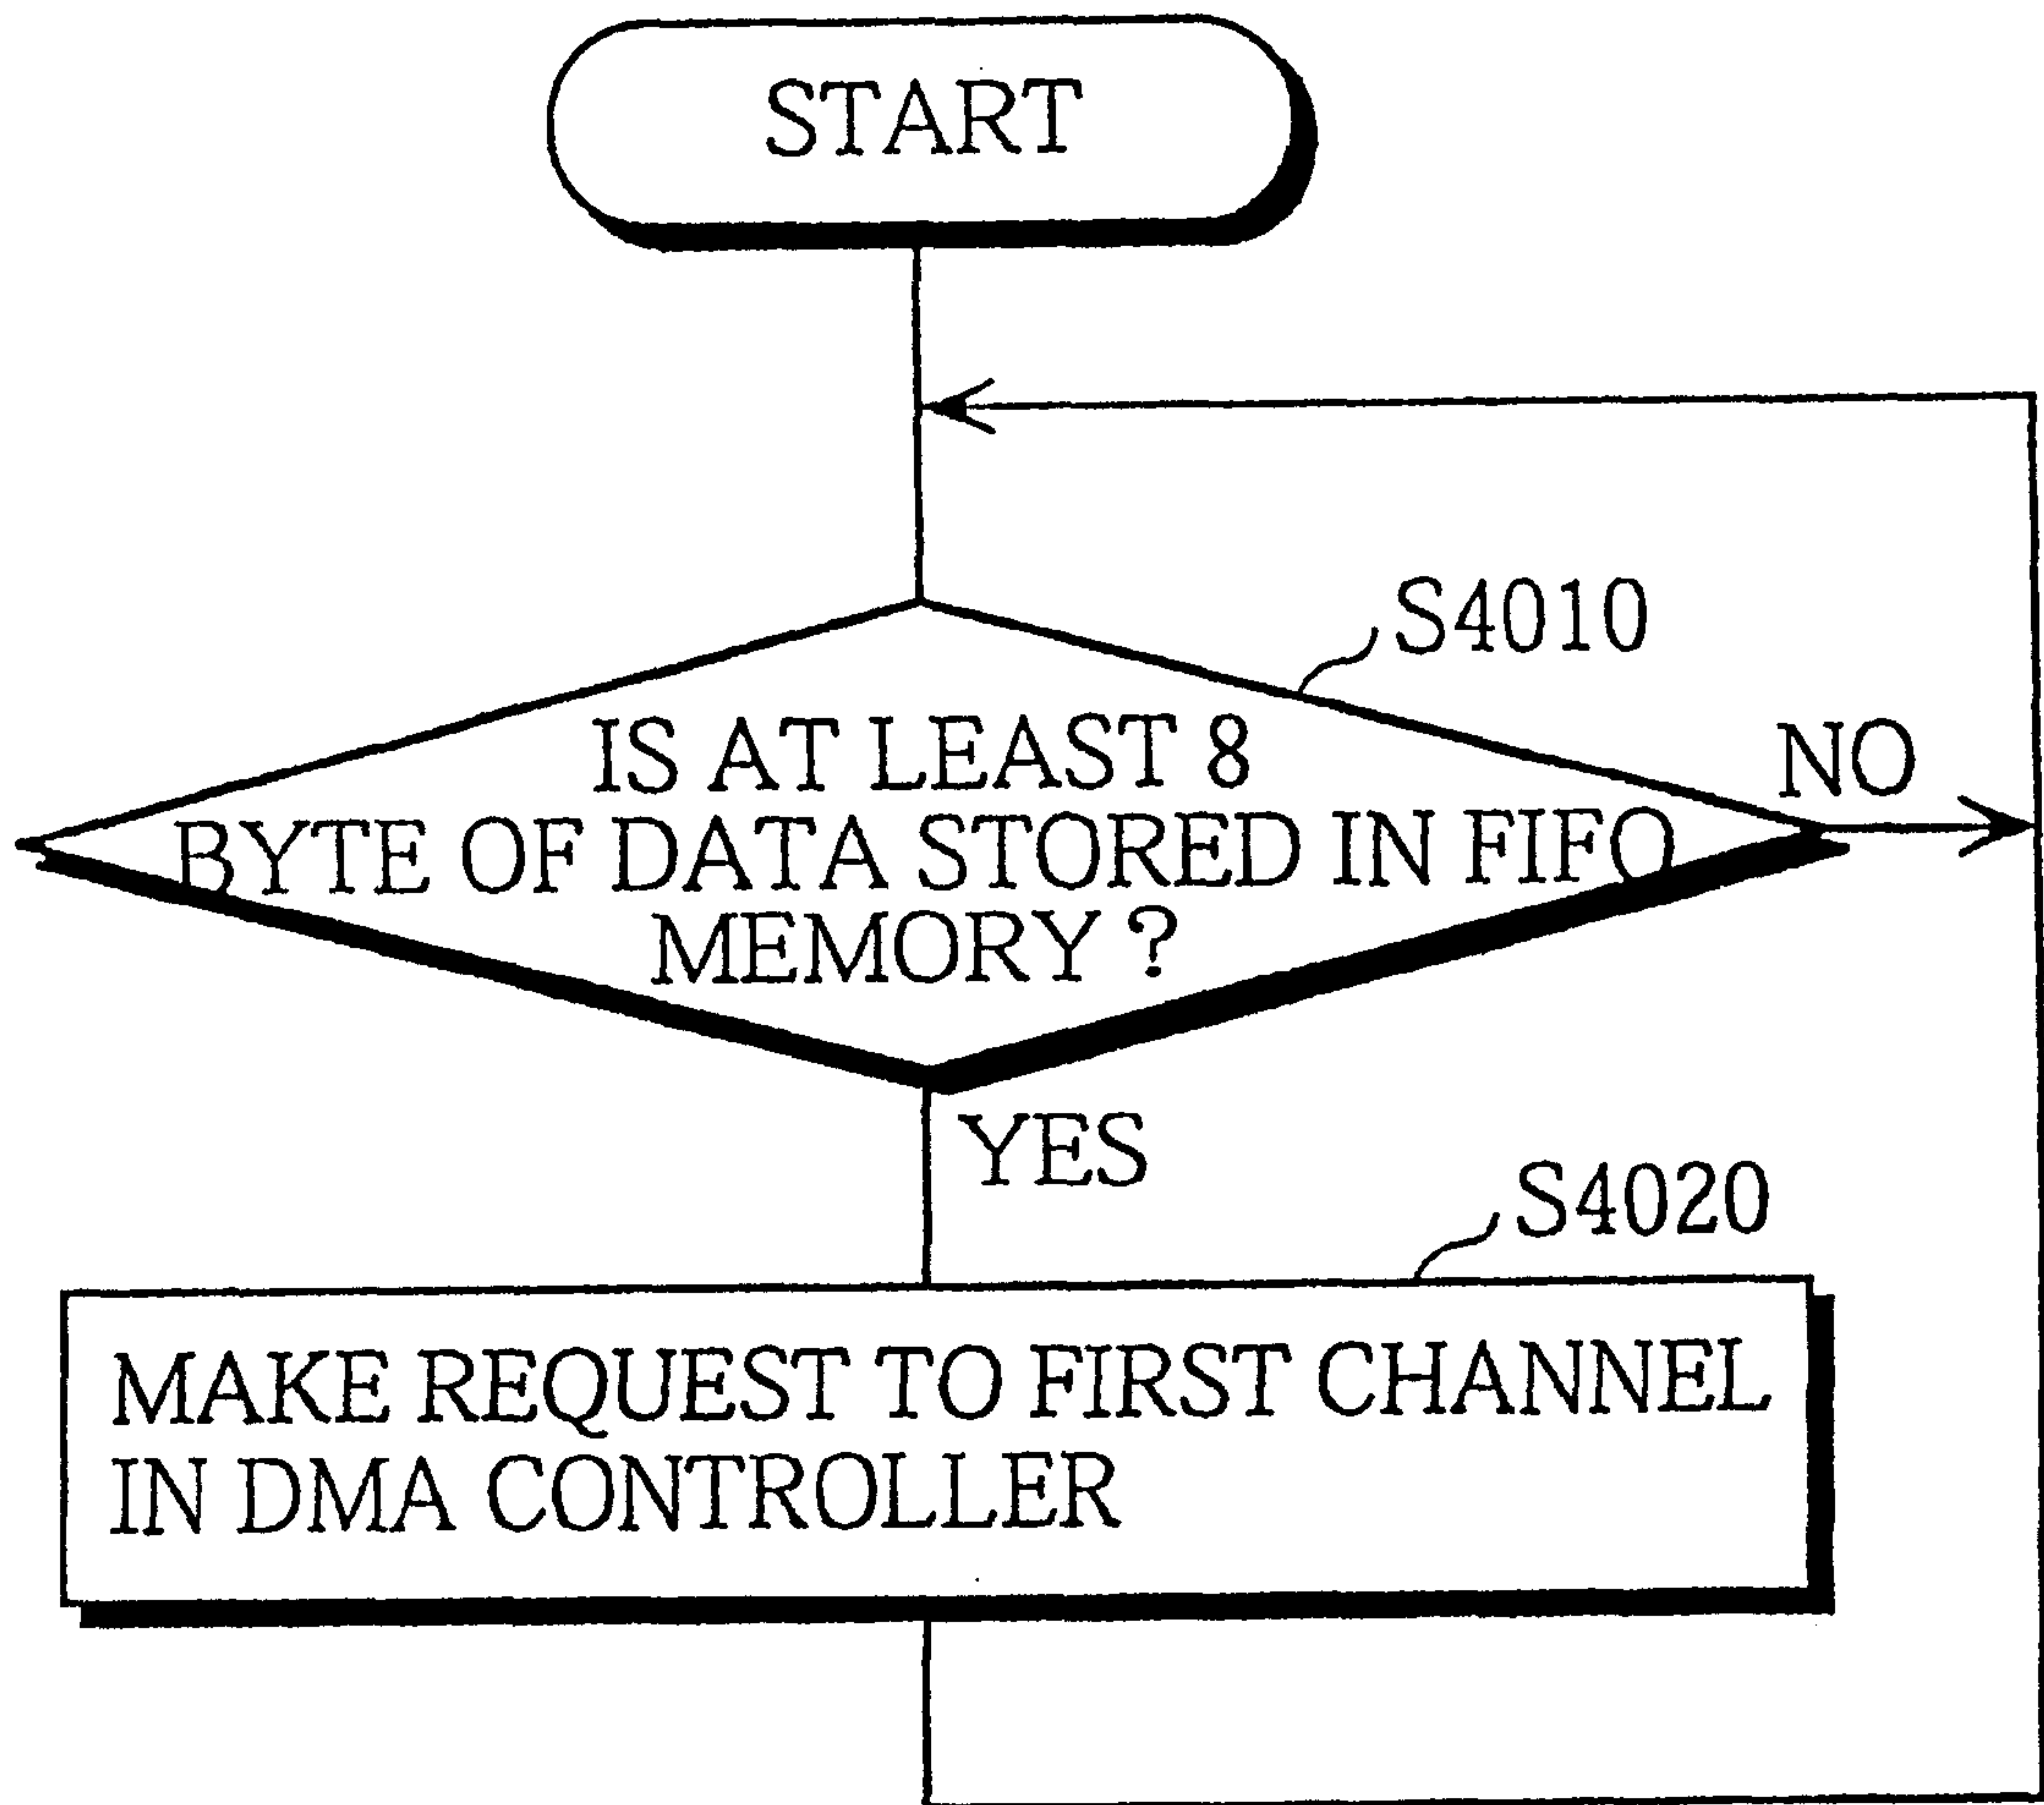 START
S4010
IS AT LEAST 8
NO
BYTE OF DATA STORED IN FIFO
MEMORY ?
YES
S4020
MAKE REQUEST TO FIRST CHANNEL
IN DMA CONTROLLER